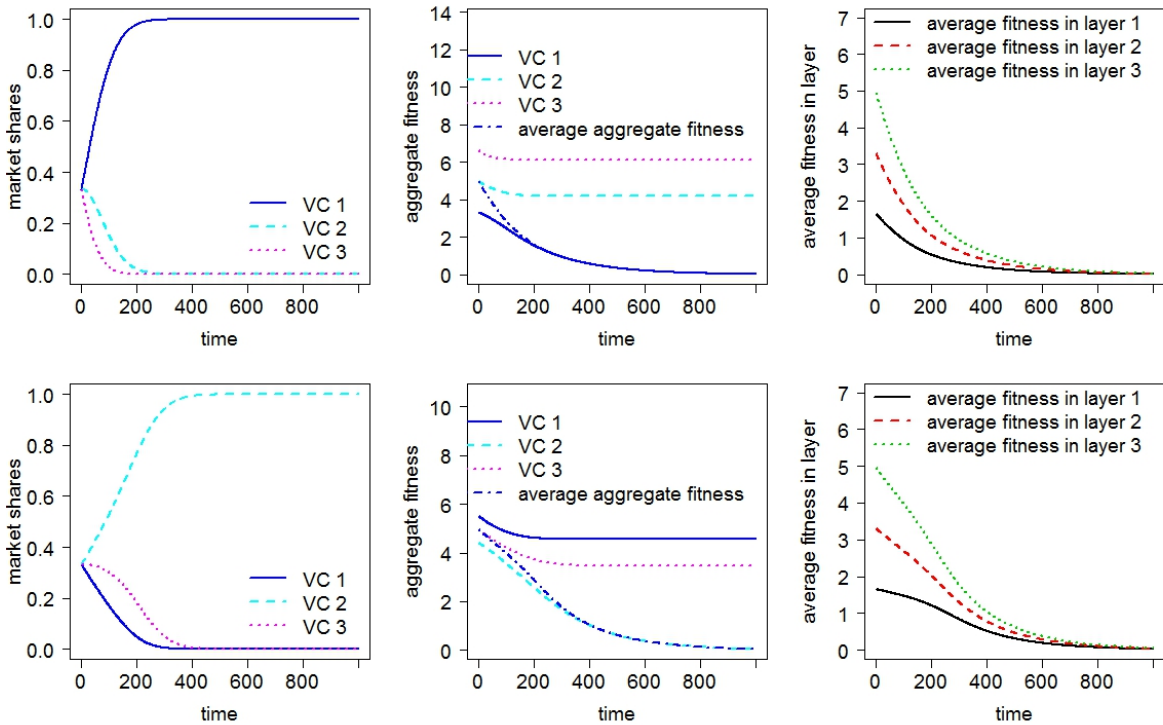 market shares
1.0
0.8
0.6
0.4
0.2
0.0
VC 1
VC 2
VC 3
0 200 400 600 800
time
aggregate fitness
14
12
10
8
6
4
2
0
VC 1
VC 2
VC 3
average aggregate fitness
0 200 400 600 800
time
average fitness in layer
7
6
5
4
3
2
1
0
average fitness in layer 1
average fitness in layer 2
average fitness in layer 3
0 200 400 600 800
time
market shares
1.0
0.8
0.6
0.4
0.2
0.0
VC 1
VC 2
VC 3
0 200 400 600 800
time
aggregate fitness
10
8
6
4
2
0
VC 1
VC 2
VC 3
average aggregate fitness
0 200 400 600 800
time
average fitness in layer
7
6
5
4
3
2
1
0
average fitness in layer 1
average fitness in layer 2
average fitness in layer 3
0 200 400 600 800
time